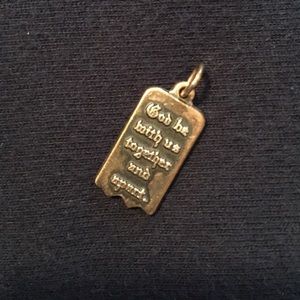 God be
with us
together
and
apart.